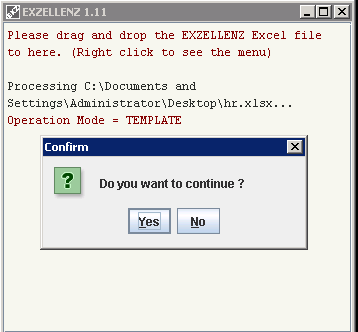 EXZELLENZ 1.11
Please drag and drop the EXZELLENZ Excel file
to here. (Right click to see the menu)
Processing C:\Documents and
Settings\Administrator\Desktop\hr.xlsx...
Operation Mode = TEMPLATE
Confirm
?
Do you want to continue ?
Yes No